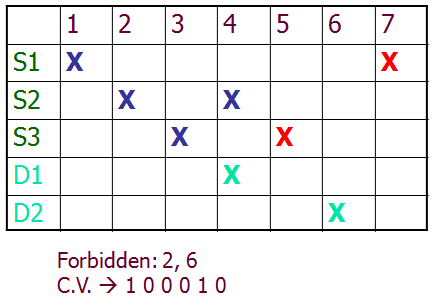 1 2 3 4 5 6 7
S1 X X
S2 X X
S3 X X
D1 X
D2 X
Forbidden: 2, 6
C.V. → 1 0 0 0 1 0